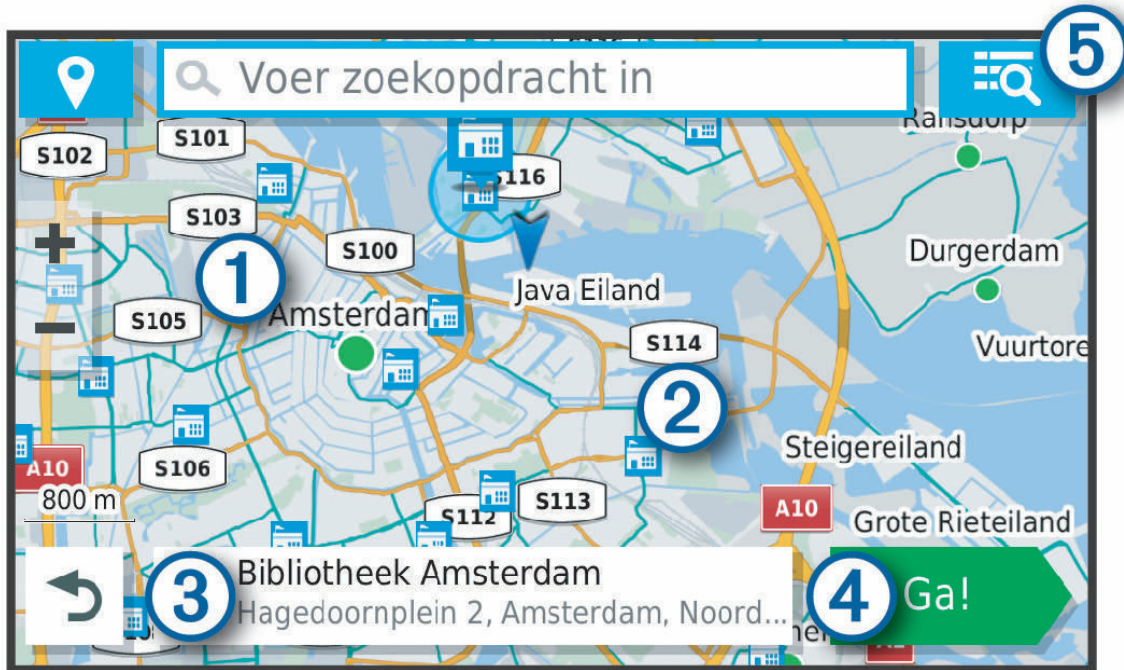 5
Voer zoekopdracht in
Ransdorp
S101
S102
S116
S103
S100
1
Durgerdam
Java Eiland
S105
Amsterdam
S114
Vuurtore
2
Steigereiland
A10
S106
800 m
S113
S112
A10
Grote Rieteiland
3
Bibliotheek Amsterdam
4
Ga!
Hagedoornplein 2, Amsterdam, Noord...